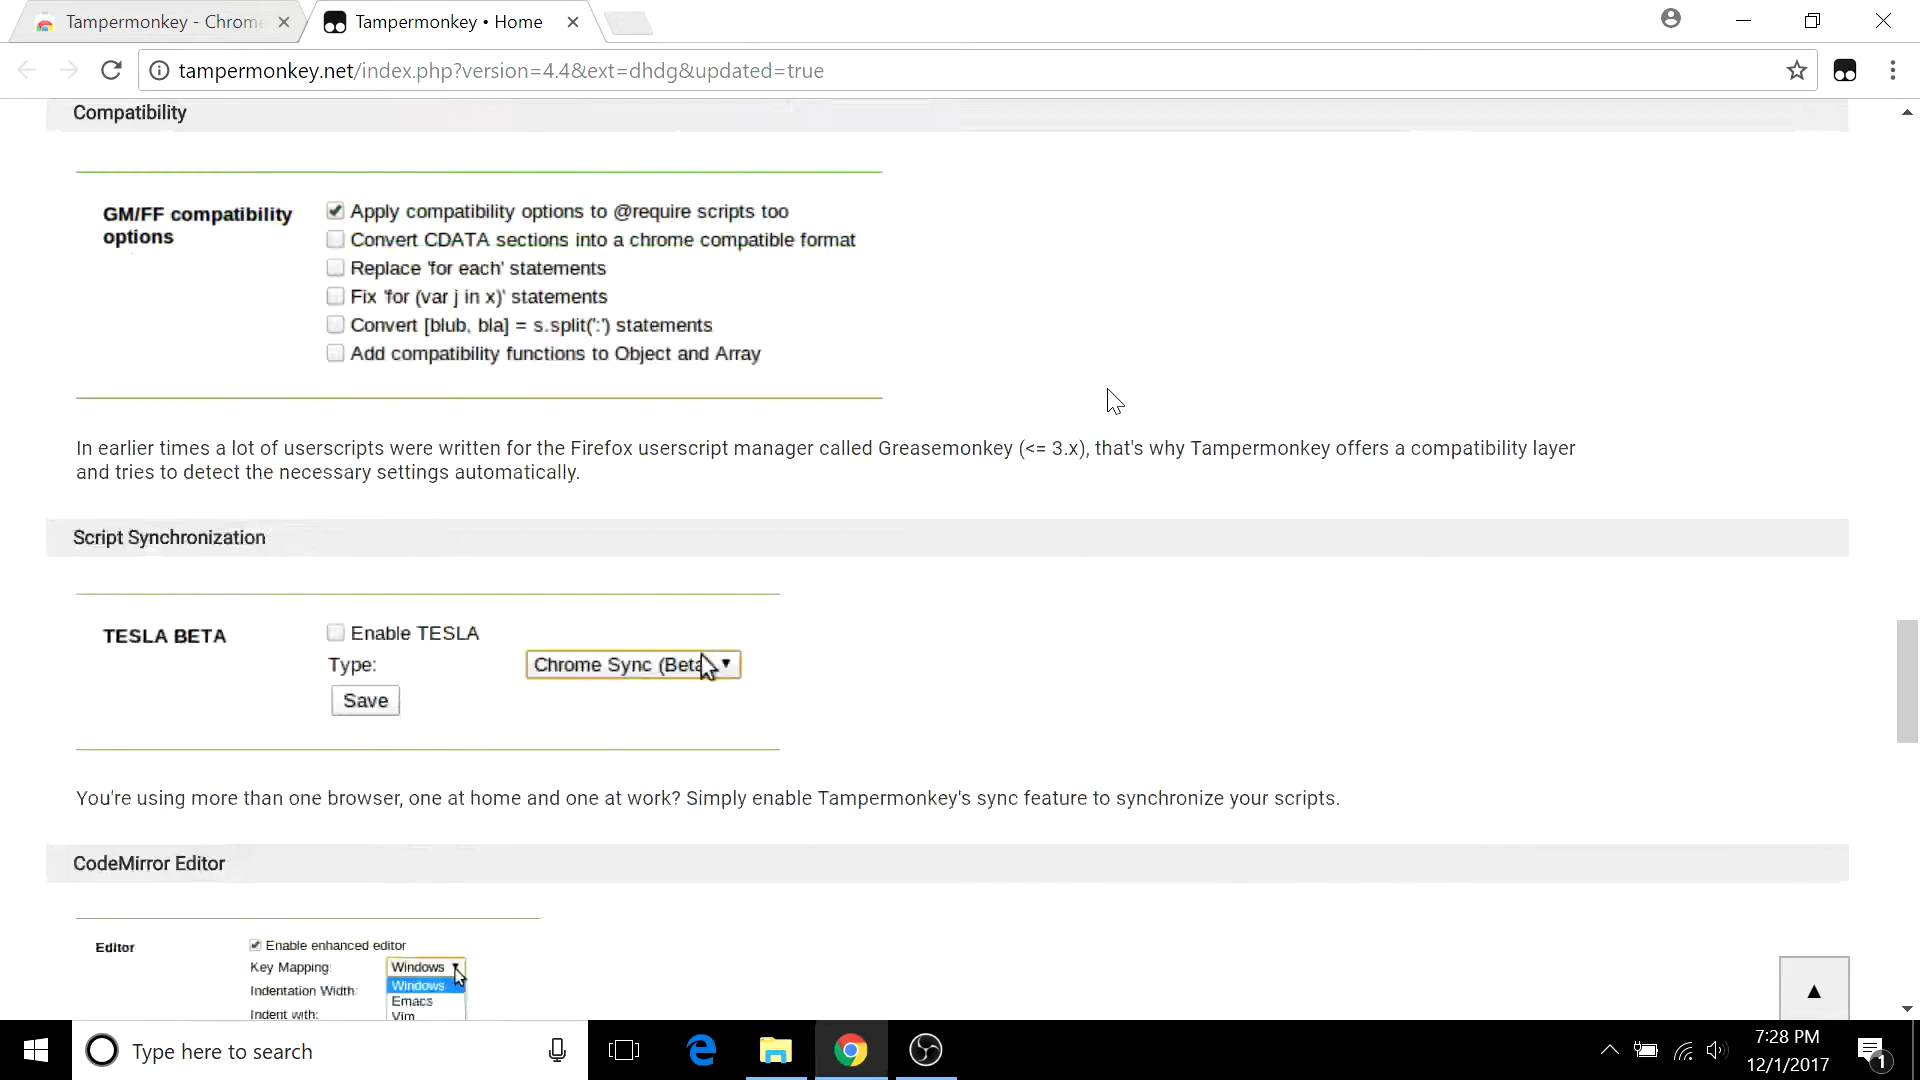 Tampermonkey - Chrome
Tampermonkey • Home
tampermonkey.net/index.php?version=4.4&ext=dhdg&updated=true
Compatibility
GM/FF compatibility
options
Apply compatibility options to @require scripts too
Convert CDATA sections into a chrome compatible format
Replace 'for each' statements
Fix 'for (var j in x)' statements
Convert [blub, bla] = s.split(':') statements
Add compatibility functions to Object and Array
In earlier times a lot of userscripts were written for the Firefox userscript manager called Greasemonkey (<= 3.x), that's why Tampermonkey offers a compatibility layer
and tries to detect the necessary settings automatically.
Script Synchronization
TESLA BETA
Enable TESLA
Type:
Chrome Sync (Beta
Save
You're using more than one browser, one at home and one at work? Simply enable Tampermonkey's sync feature to synchronize your scripts.
CodeMirror Editor
Editor
Enable enhanced editor
Key Mapping:
Windows
Windows
Indentation Width:
Emacs
Indent with:
Vim
Type here to search
7:28 PM
12/1/2017
1